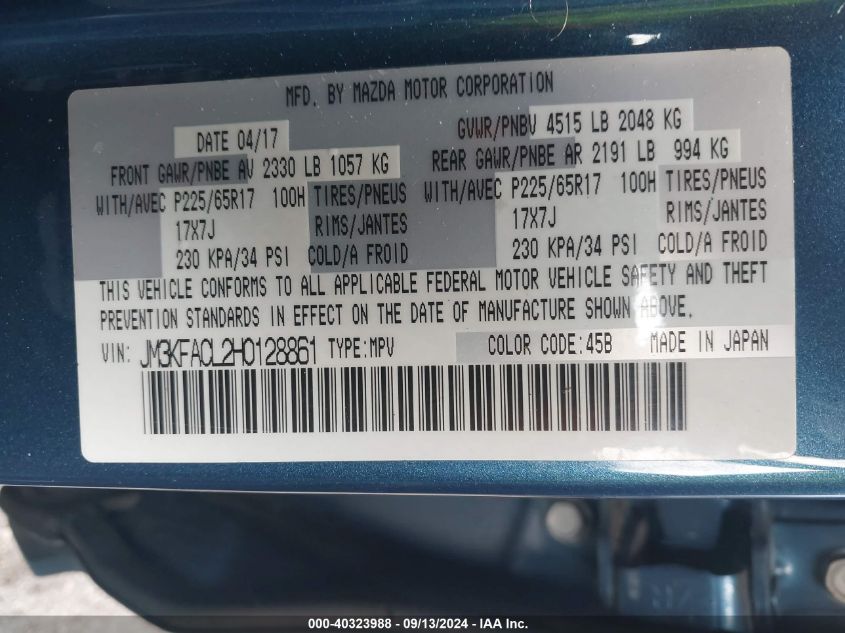 MFD. BY MAZDA MOTOR CORPORATION
DATE 04/17 GVWR/PNBV 4515 LB 2048 KG
FRONT GAWR/PNBE AV 2330 LB 1057 KG REAR GAWR/PNBE AR 2191 LB 994 KG
WITH/AVEC P225/65R17 100H TIRES/PNEUS WITH/AVEC P225/65R17 100H TIRES/PNEUS
17X7J RIMS/JANTES 17X7J RIMS/JANTES
230 KPA/34 PSI COLD/A FROID 230 KPA/34 PSI COLD/A FROID
THIS VEHICLE CONFORMS TO ALL APPLICABLE FEDERAL MOTOR VEHICLE SAFETY AND THEFT
PREVENTION STANDARDS IN EFFECT ON THE DATE OF MANUFACTURE SHOWN ABOVE.
VIN: JM3KFACL2H0128861 TYPE:MPV COLOR CODE:45B MADE IN JAPAN
000-40323988 - 09/13/2024 - IAA Inc.